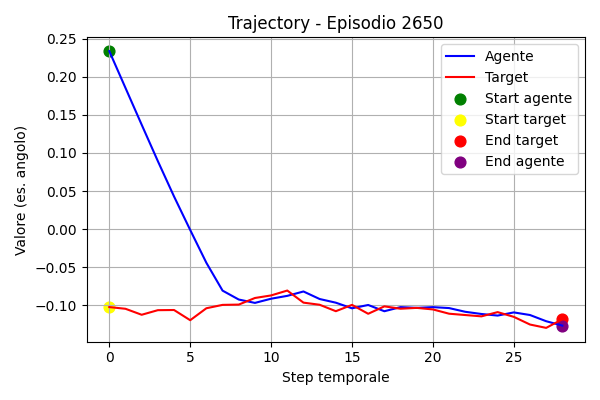 Trajectory - Episodio 2650
0.25
0.20
0.15
0.10
0.05
0.00
−0.05
−0.10
Valore (es. angolo)
Agente
Target
Start agente
Start target
End target
End agente
0 5 10 15 20 25
Step temporale